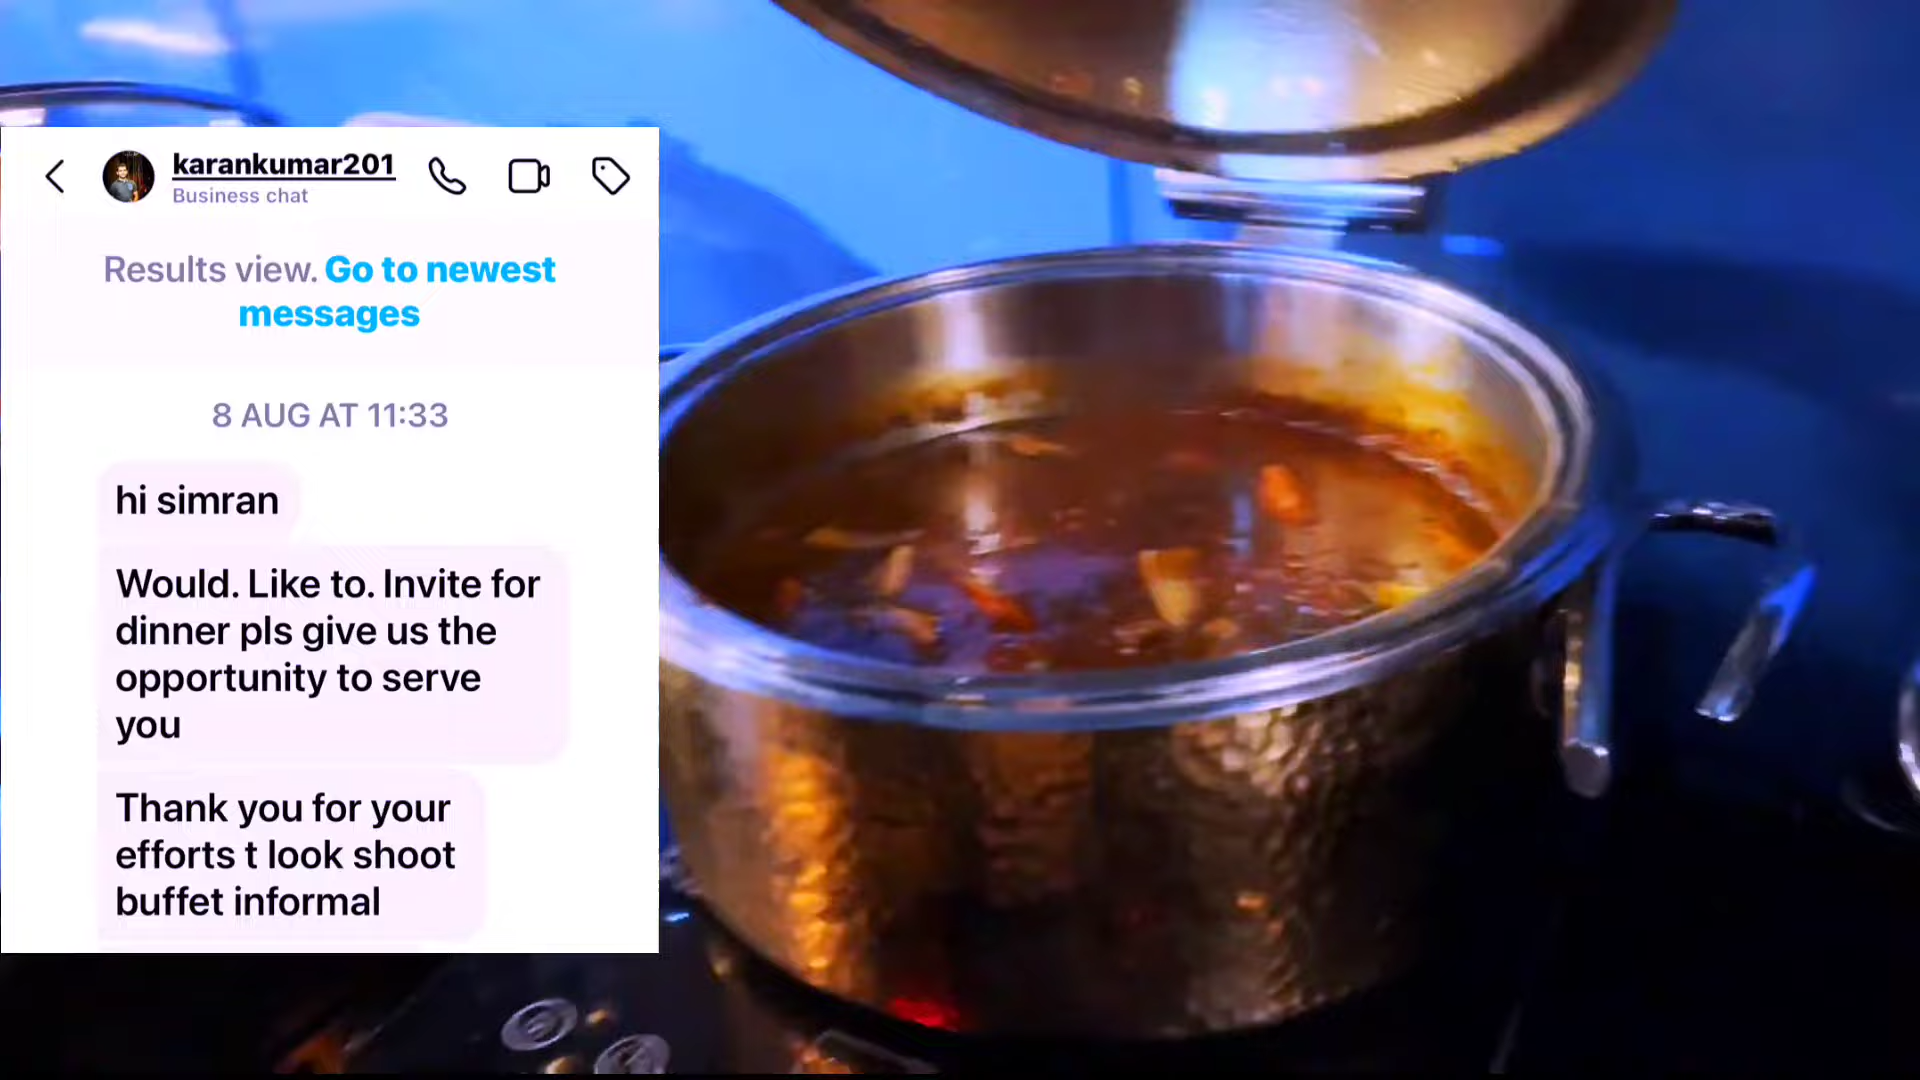 karankumar201
Business chat
Results view. Go to newest
messages
8 AUG AT 11:33
hi simran
Would. Like to. Invite for
dinner pls give us the
opportunity to serve
you
Thank you for your
efforts t look shoot
buffet informal